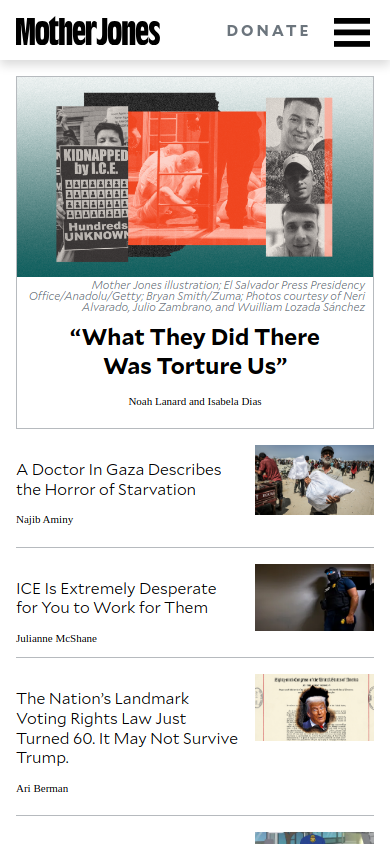 Mother Jones
DONATE
KIDNAPPED
by I.C.E.
Hundreds
UNKNOWN
Mother Jones illustration; El Salvador Press Presidency
Office/Anadolu/Getty; Bryan Smith/Zuma; Photos courtesy of Neri
Alvarado, Julio Zambrano, and Wuilliam Lozada Sánchez
“What They Did There
Was Torture Us”
Noah Lanard and Isabela Dias
A Doctor In Gaza Describes
the Horror of Starvation
Najib Aminy
ICE Is Extremely Desperate
for You to Work for Them
Julianne McShane
The Nation’s Landmark
Voting Rights Law Just
Turned 60. It May Not Survive
Trump.
Ari Berman